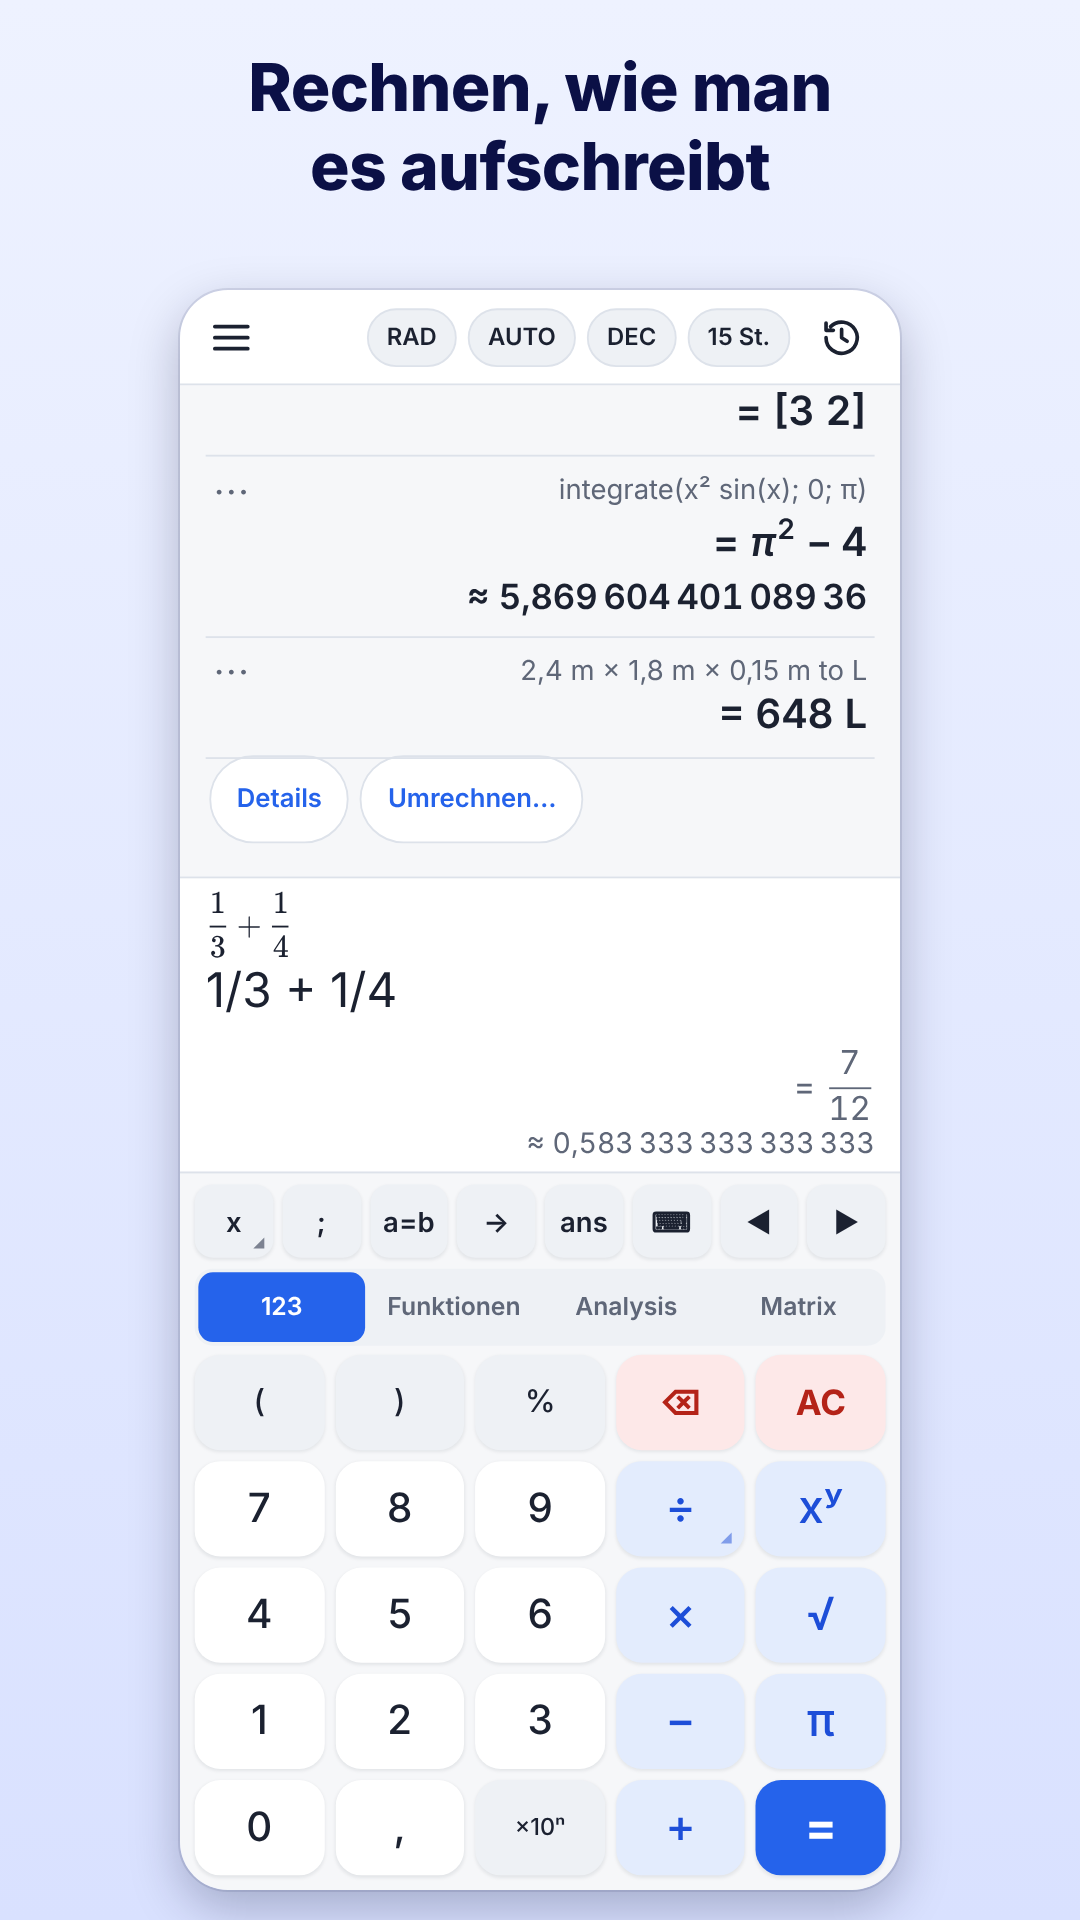 Rechnen, wie man
es aufschreibt
RAD AUTO DEC 15 St.
= [3 2]
... integrate(x² sin(x); 0; π)
= π² − 4
≈ 5,869 604 401 089 36
... 2,4 m × 1,8 m × 0,15 m to L
= 648 L
Details Umrechnen...
1/3 + 1/4
1/3 + 1/4
= 7/12
≈ 0,583 333 333 333 333
x ; a=b → ans ⌨ ◀ ▶
123 Funktionen Analysis Matrix
( ) % ⌫ AC
7 8 9 ÷ xʸ
4 5 6 × √
1 2 3 − π
0 , ×10ⁿ + =